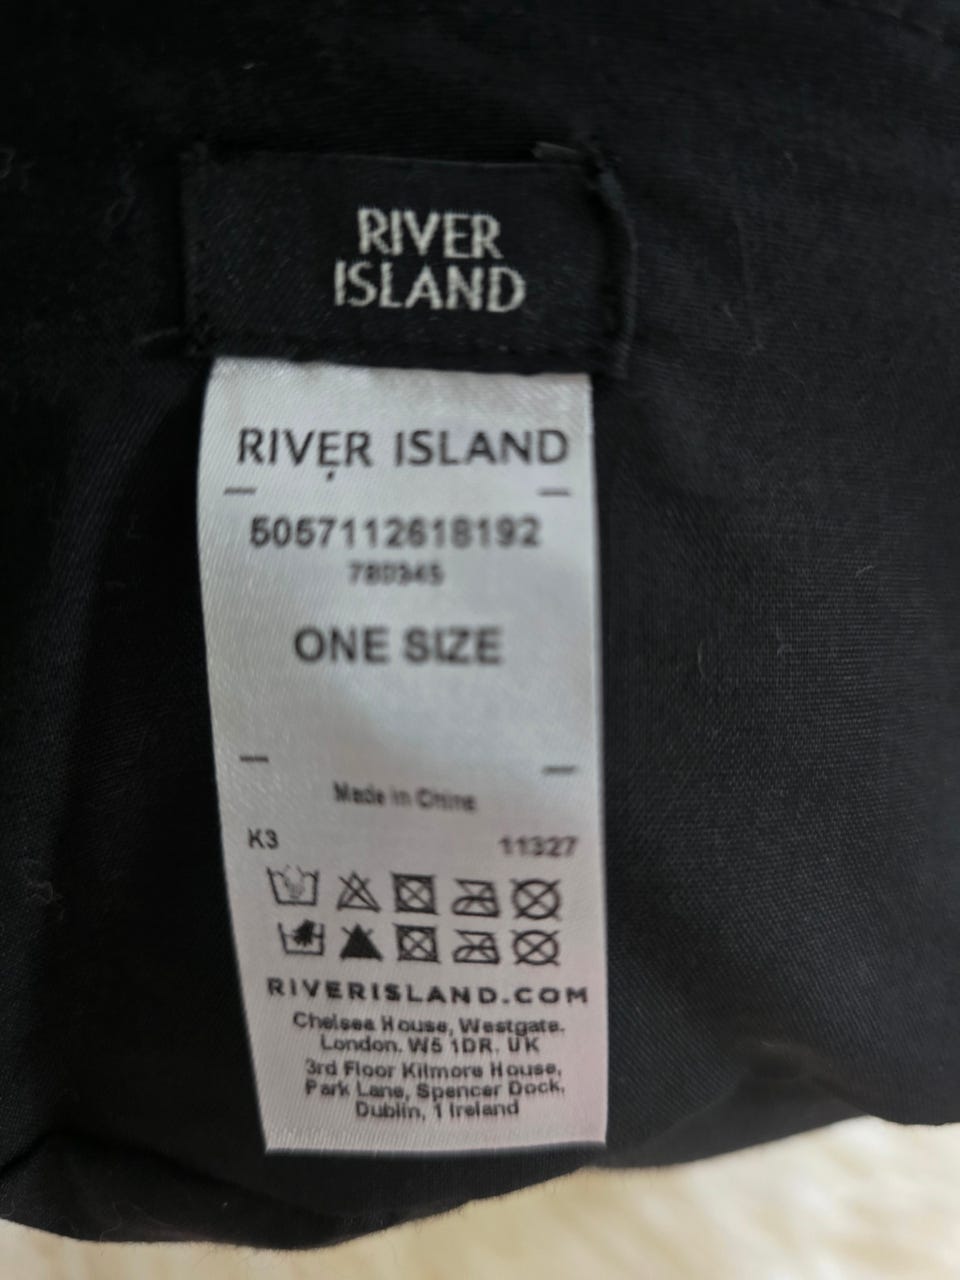 RIVER
ISLAND
RIVER ISLAND
5057112618192
780345
ONE SIZE
Made in China
K3 11327
RIVERISLAND.COM
Chelsea House, Westgate.
London. W5 1DR. UK
3rd Floor Kilmore House,
Park Lane, Spencer Dock,
Dublin, 1 Ireland